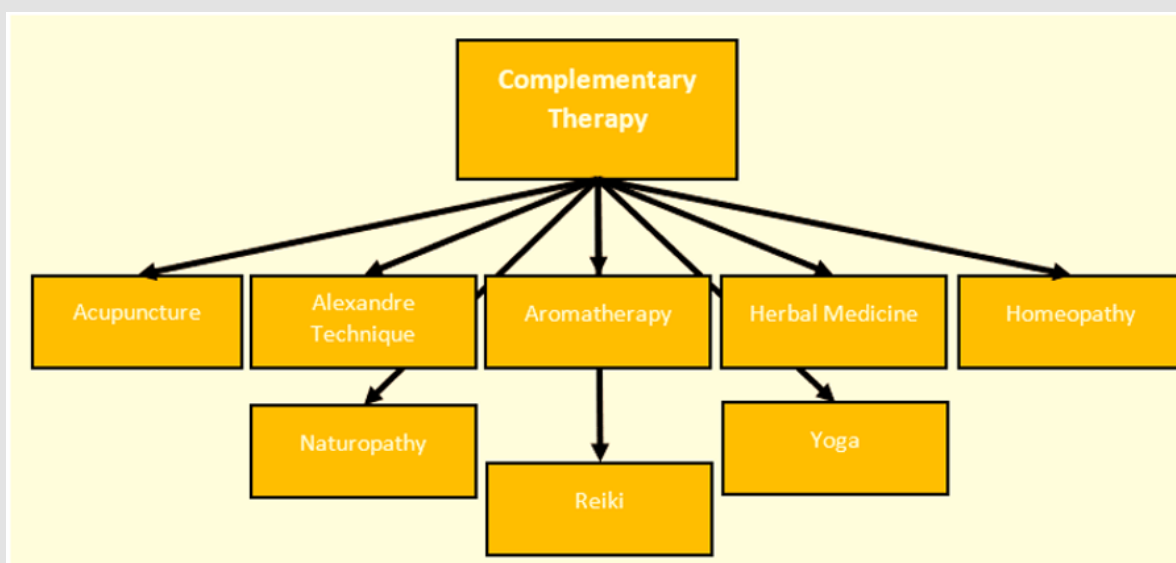 Complementary
Therapy
Acupuncture
Alexandre
Technique
Aromatherapy
Herbal Medicine
Homeopathy
Naturopathy
Reiki
Yoga